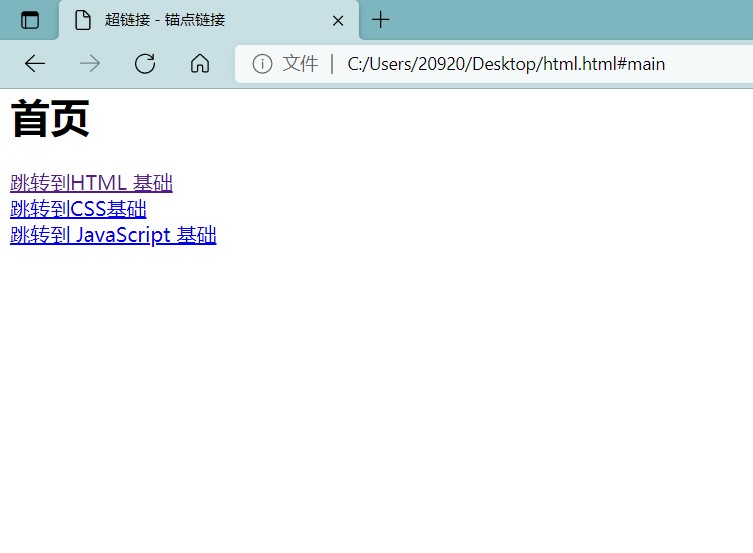 超链接 - 锚点链接
文件 | C:/Users/20920/Desktop/html.html#main
首页
跳转到HTML 基础
跳转到CSS基础
跳转到 JavaScript 基础